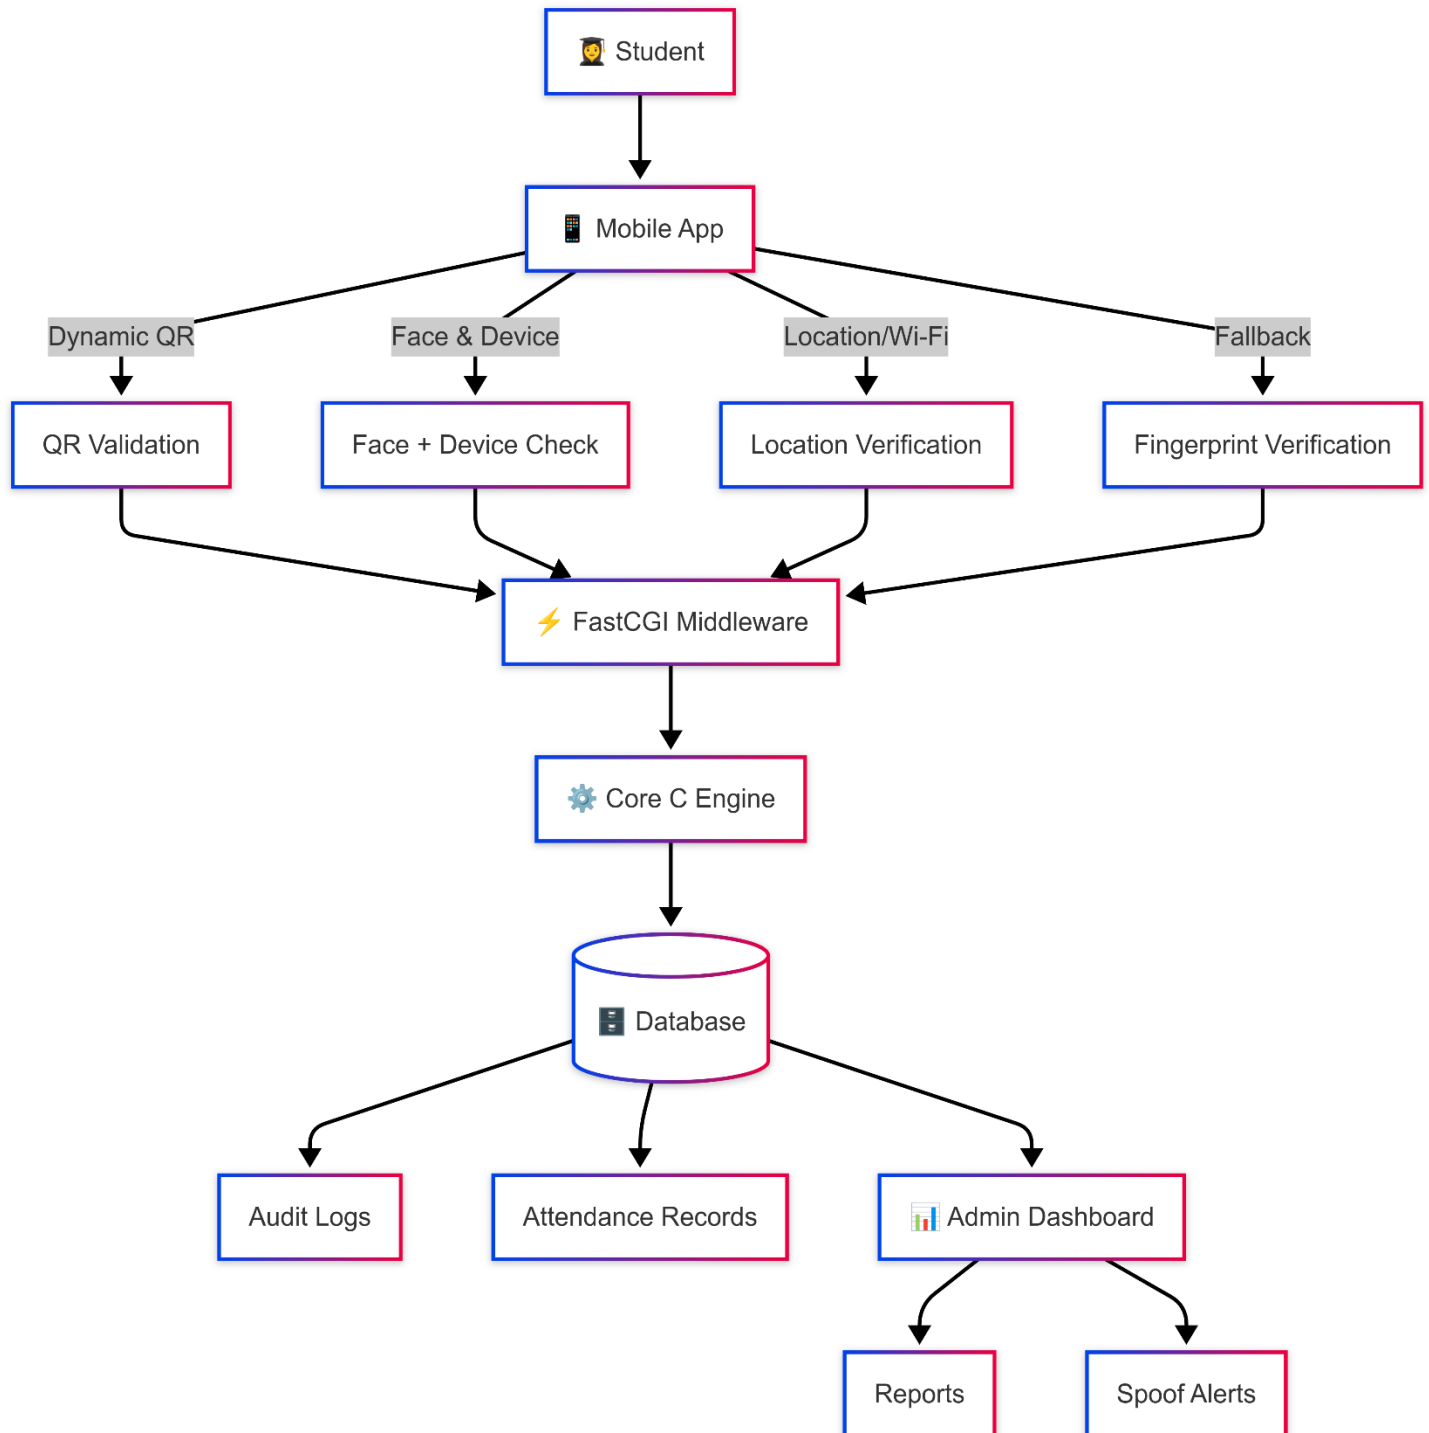 Student
Mobile App
Dynamic QR
Face & Device
Location/Wi-Fi
Fallback
QR Validation
Face + Device Check
Location Verification
Fingerprint Verification
FastCGI Middleware
Core C Engine
Database
Audit Logs
Attendance Records
Admin Dashboard
Reports
Spoof Alerts